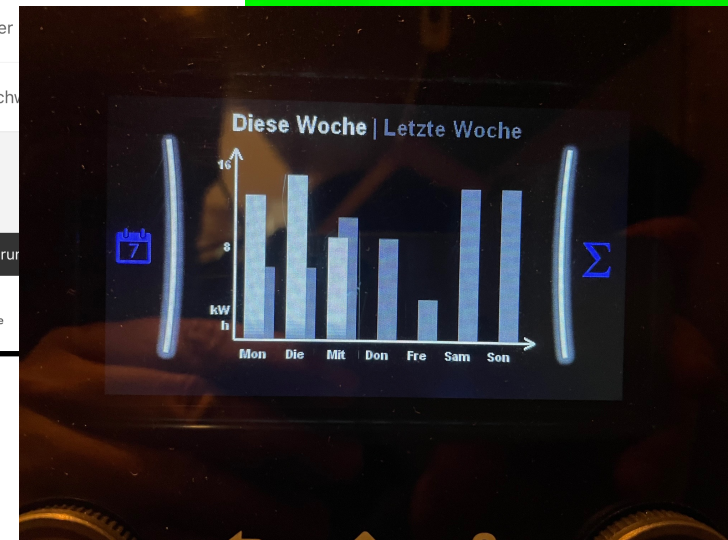 Diese Woche | Letzte Woche
16
8
kW
h
Mon Die Mit Don Fre Sam Son
7
Σ